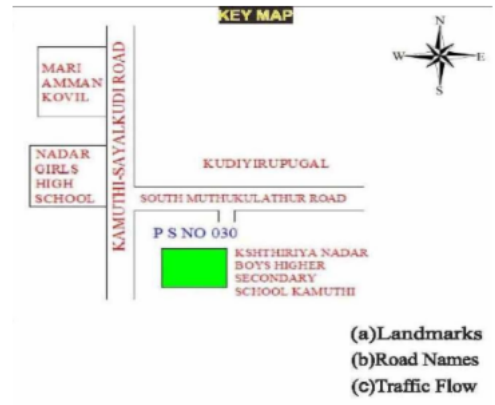 KEY MAP
N
W
E
S
MARI
AMMAN
KOVIL
KAMUTHI-SAYALKUDI ROAD
NADAR
GIRLS
HIGH
SCHOOL
KUDIYIRUPUGAL
SOUTH MUTHUKULATHUR ROAD
P S NO 030
KSHTHIRIYA NADAR
BOYS HIGHER
SECONDARY
SCHOOL KAMUTHI
(a)Landmarks
(b)Road Names
(c)Traffic Flow